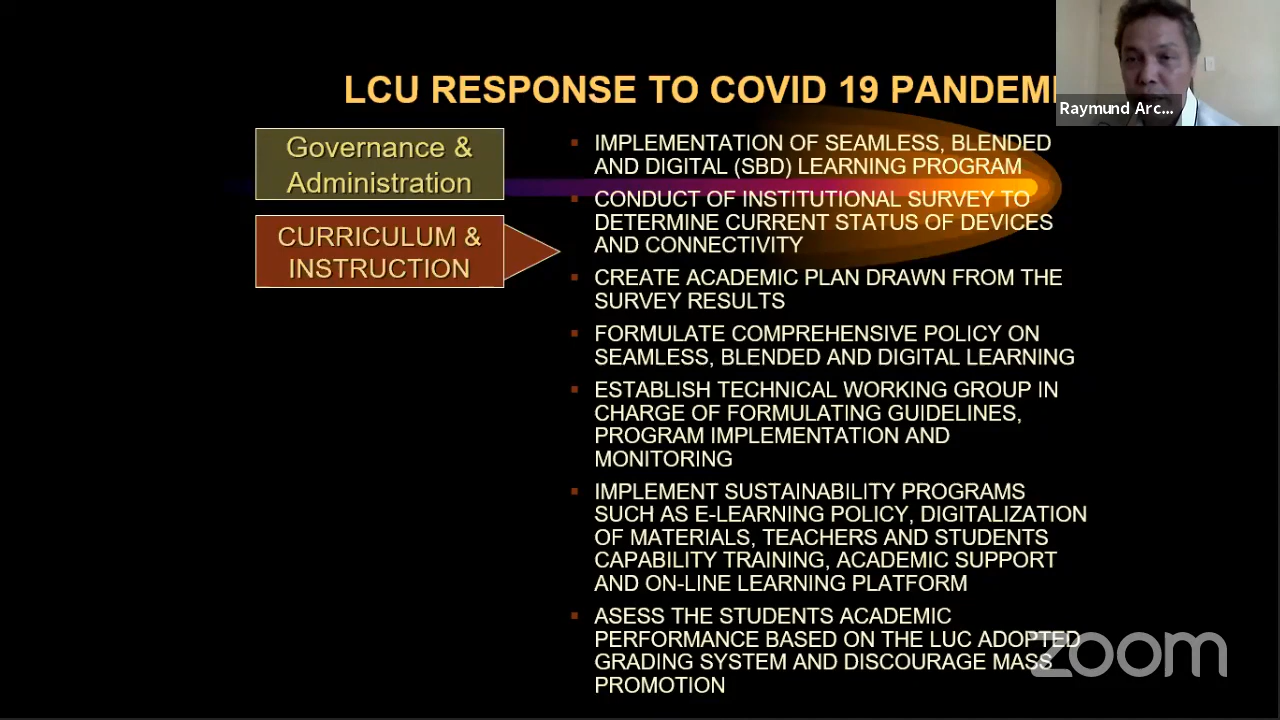 LCU RESPONSE TO COVID 19 PANDEM
Raymund Arc...
Governance &
Administration
CURRICULUM &
INSTRUCTION
▪ IMPLEMENTATION OF SEAMLESS, BLENDED
AND DIGITAL (SBD) LEARNING PROGRAM
▪ CONDUCT OF INSTITUTIONAL SURVEY TO
DETERMINE CURRENT STATUS OF DEVICES
AND CONNECTIVITY
▪ CREATE ACADEMIC PLAN DRAWN FROM THE
SURVEY RESULTS
▪ FORMULATE COMPREHENSIVE POLICY ON
SEAMLESS, BLENDED AND DIGITAL LEARNING
▪ ESTABLISH TECHNICAL WORKING GROUP IN
CHARGE OF FORMULATING GUIDELINES,
PROGRAM IMPLEMENTATION AND
MONITORING
▪ IMPLEMENT SUSTAINABILITY PROGRAMS
SUCH AS E-LEARNING POLICY, DIGITALIZATION
OF MATERIALS, TEACHERS AND STUDENTS
CAPABILITY TRAINING, ACADEMIC SUPPORT
AND ON-LINE LEARNING PLATFORM
▪ ASESS THE STUDENTS ACADEMIC
PERFORMANCE BASED ON THE LUC ADOPTED
GRADING SYSTEM AND DISCOURAGE MASS
PROMOTION
zoom